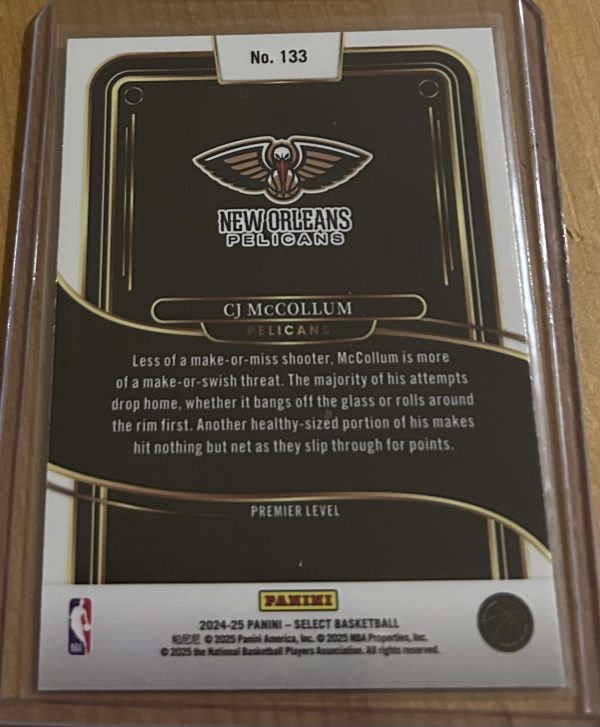 No. 133
NEW ORLEANS
PELICANS
CJ McCOLLUM
PELICANS
Less of a make-or-miss shooter, McCollum is more
of a make-or-swish threat. The majority of his attempts
drop home, whether it bangs off the glass or rolls around
the rim first. Another healthy-sized portion of his makes
hit nothing but net as they slip through for points.
PREMIER LEVEL
PANINI
2024-25 PANINI – SELECT BASKETBALL
帕尼尼 © 2025 Panini America, Inc. © 2025 NBA Properties, Inc.
© 2025 the National Basketball Players Association. All rights reserved.
NBA